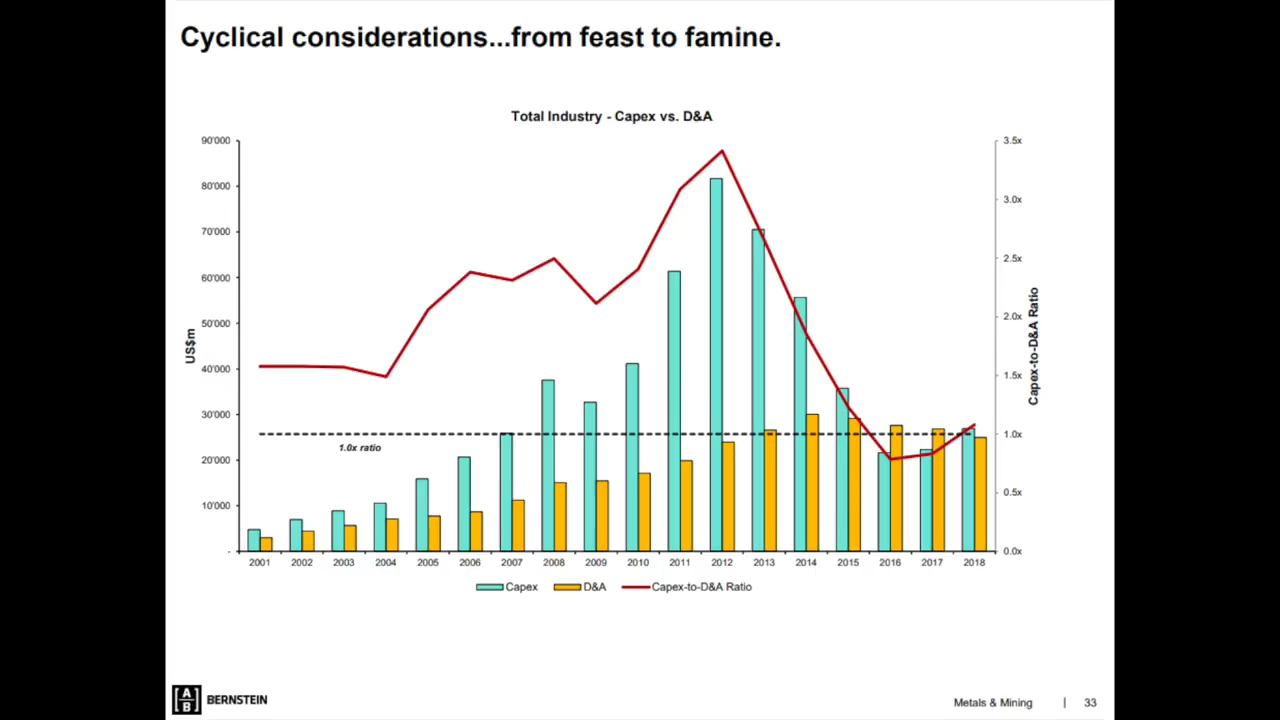 Cyclical considerations...from feast to famine.
Total Industry - Capex vs. D&A
90'000
80'000
70'000
60'000
50'000
40'000
30'000
20'000
10'000
-
US$m
3.5x
3.0x
2.5x
2.0x
1.5x
1.0x
0.5x
0.0x
Capex-to-D&A Ratio
1.0x ratio
2001 2002 2003 2004 2005 2006 2007 2008 2009 2010 2011 2012 2013 2014 2015 2016 2017 2018
Capex D&A Capex-to-D&A Ratio
[A/B] BERNSTEIN
Metals & Mining | 33